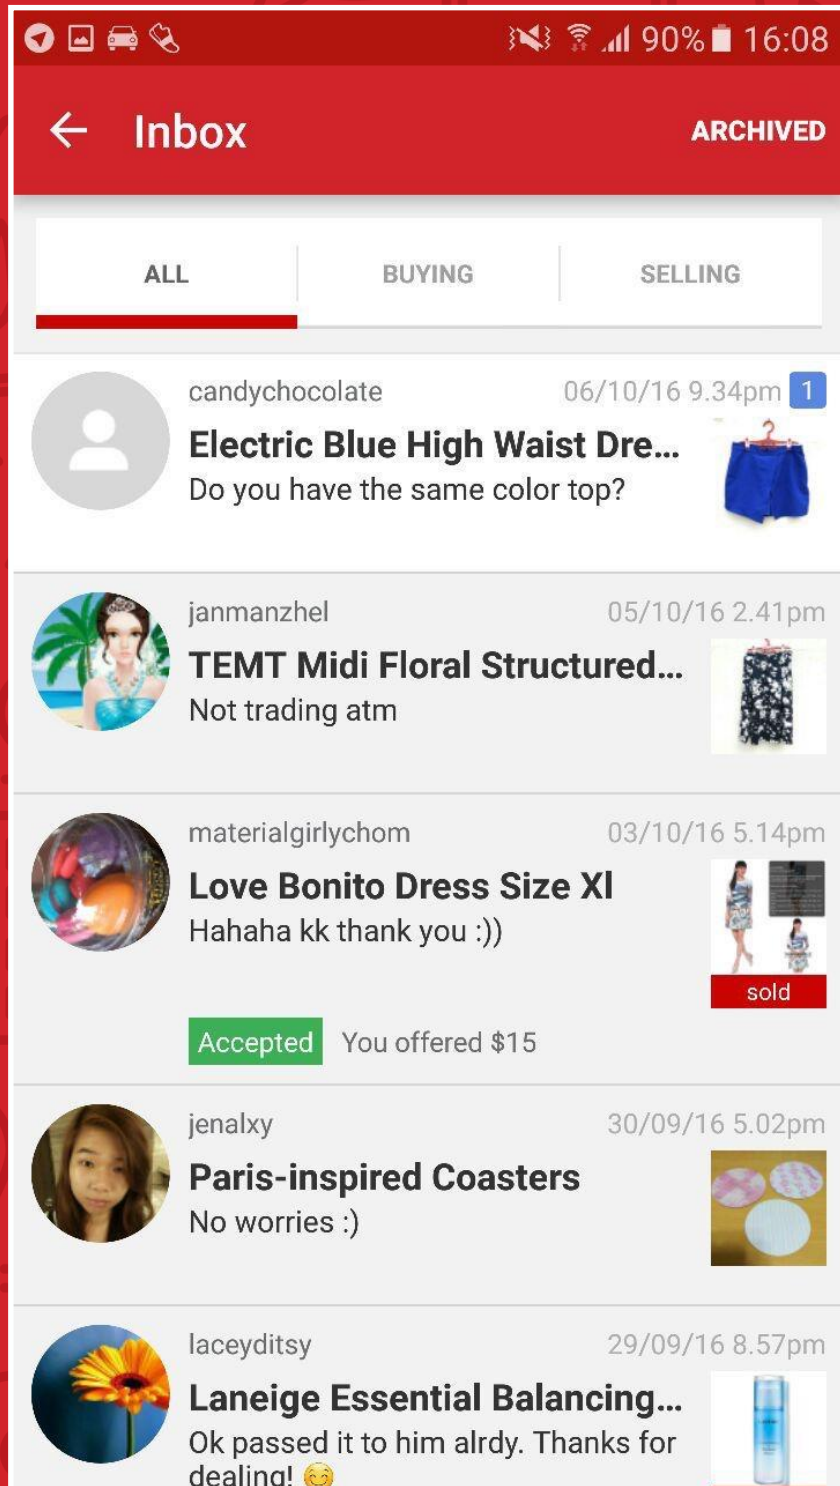 90% 16:08
Inbox ARCHIVED
ALL BUYING SELLING
candychocolate 06/10/16 9.34pm 1
Electric Blue High Waist Dre...
Do you have the same color top?
janmanzhel 05/10/16 2.41pm
TEMT Midi Floral Structured...
Not trading atm
materialgirlychom 03/10/16 5.14pm
Love Bonito Dress Size Xl
Hahaha kk thank you :))
sold
Accepted You offered $15
jenalxy 30/09/16 5.02pm
Paris-inspired Coasters
No worries :)
laceyditsy 29/09/16 8.57pm
Laneige Essential Balancing...
Ok passed it to him alrdy. Thanks for
dealing! 😊